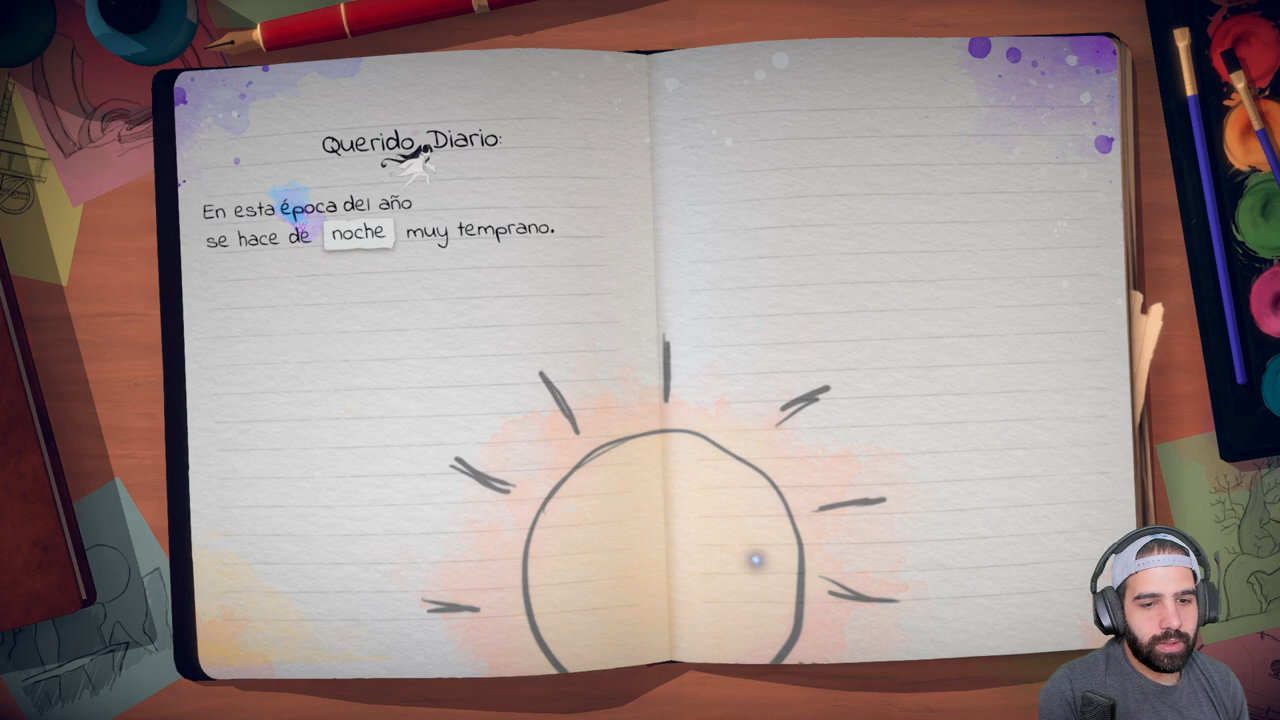 Querido Diario:
En esta época del año
se hace de noche muy temprano.